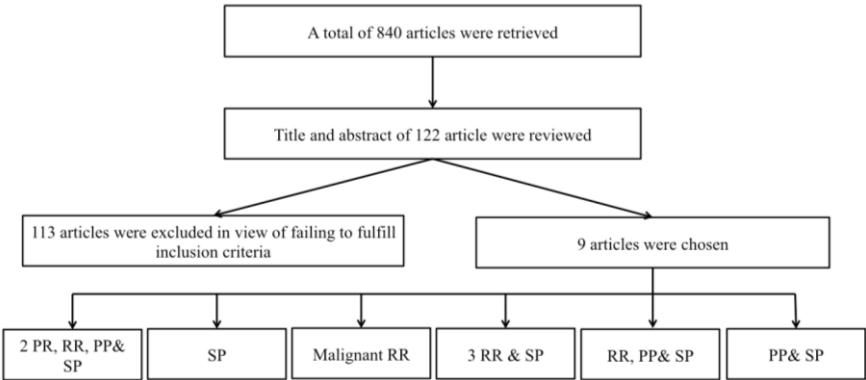 A total of 840 articles were retrieved
Title and abstract of 122 article were reviewed
113 articles were excluded in view of failing to fulfill
inclusion criteria
9 articles were chosen
2 PR, RR, PP&
SP
SP
Malignant RR
3 RR & SP
RR, PP& SP
PP& SP